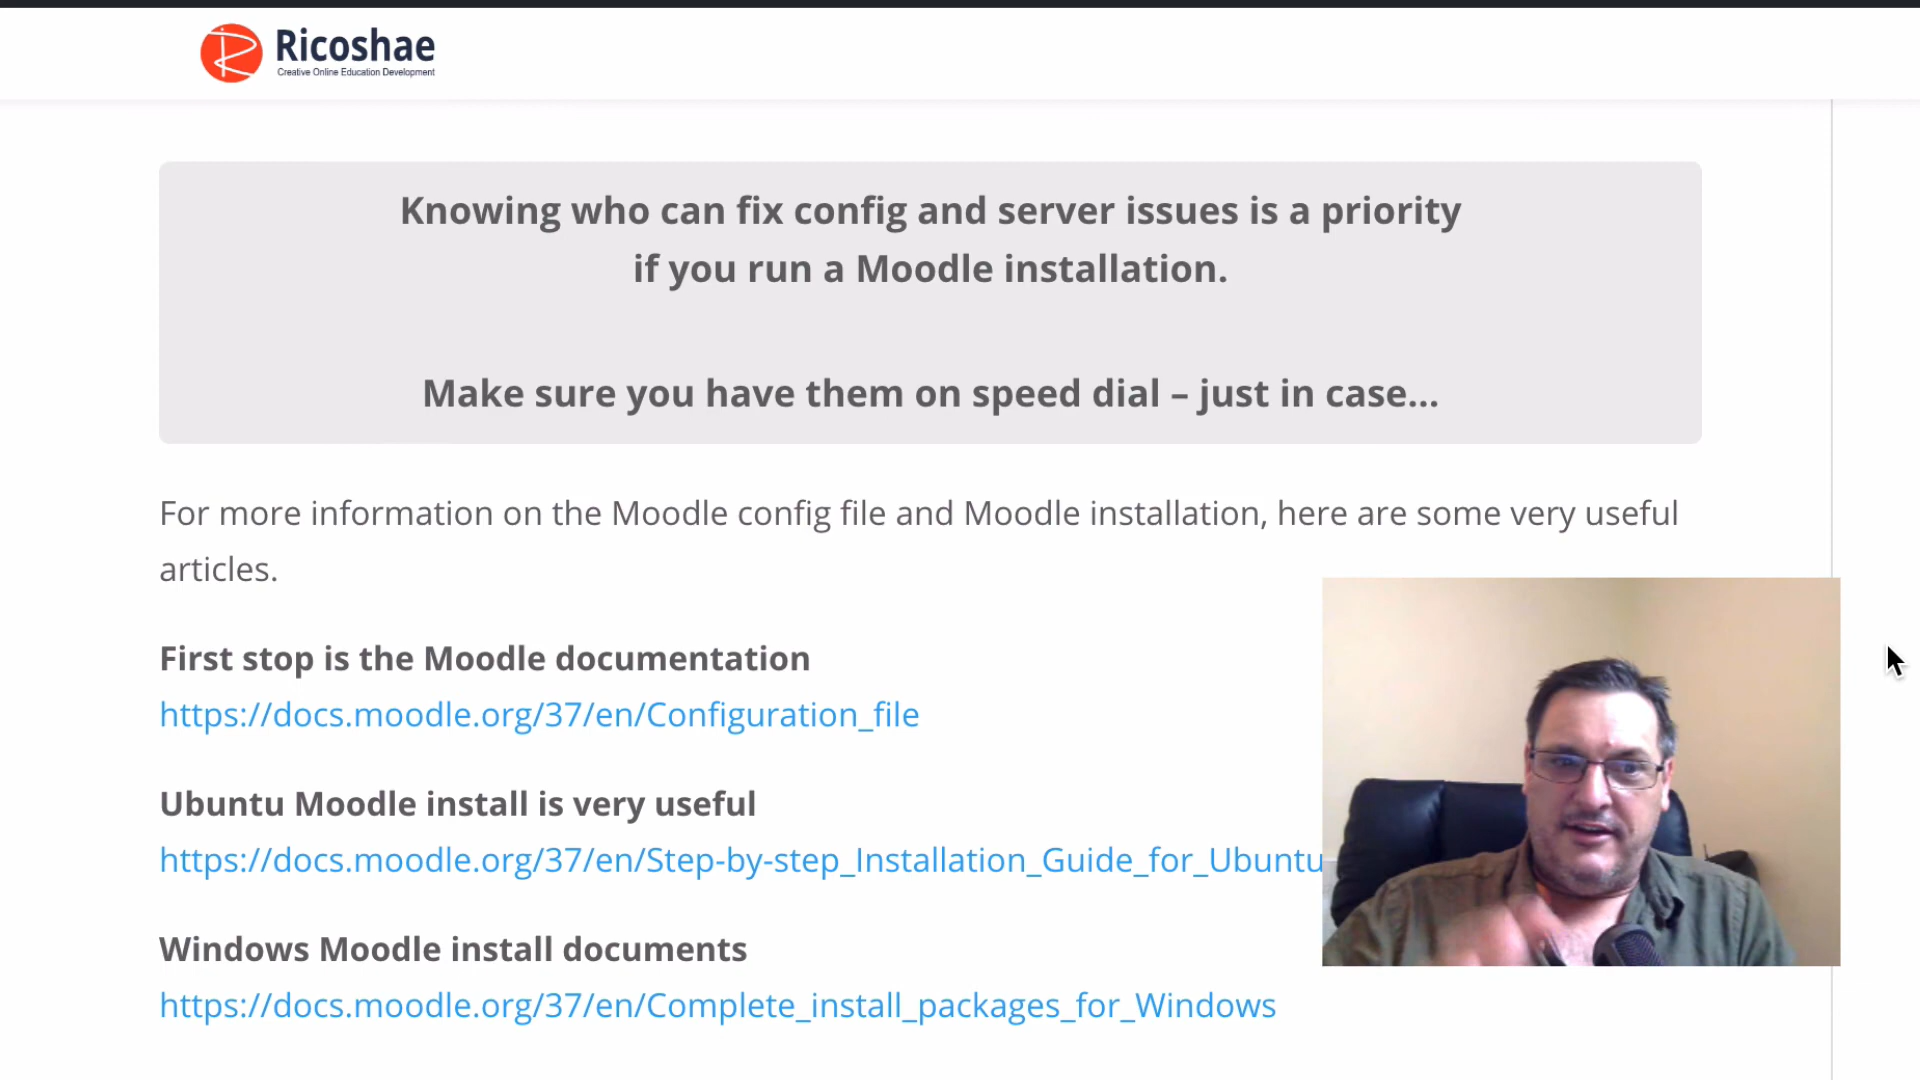 Ricoshae
Creative Online Education Development
Knowing who can fix config and server issues is a priority
if you run a Moodle installation.
Make sure you have them on speed dial – just in case...
For more information on the Moodle config file and Moodle installation, here are some very useful
articles.
First stop is the Moodle documentation
https://docs.moodle.org/37/en/Configuration_file
Ubuntu Moodle install is very useful
https://docs.moodle.org/37/en/Step-by-step_Installation_Guide_for_Ubuntu
Windows Moodle install documents
https://docs.moodle.org/37/en/Complete_install_packages_for_Windows